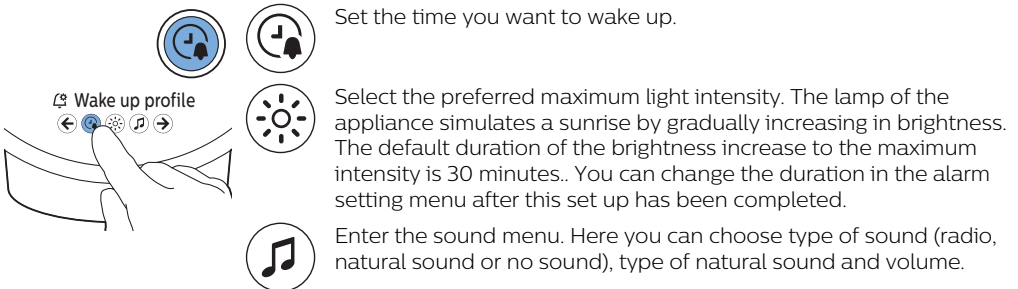 Set the time you want to wake up.
Wake up profile
Select the preferred maximum light intensity. The lamp of the
appliance simulates a sunrise by gradually increasing in brightness.
The default duration of the brightness increase to the maximum
intensity is 30 minutes.. You can change the duration in the alarm
setting menu after this set up has been completed.
Enter the sound menu. Here you can choose type of sound (radio,
natural sound or no sound), type of natural sound and volume.